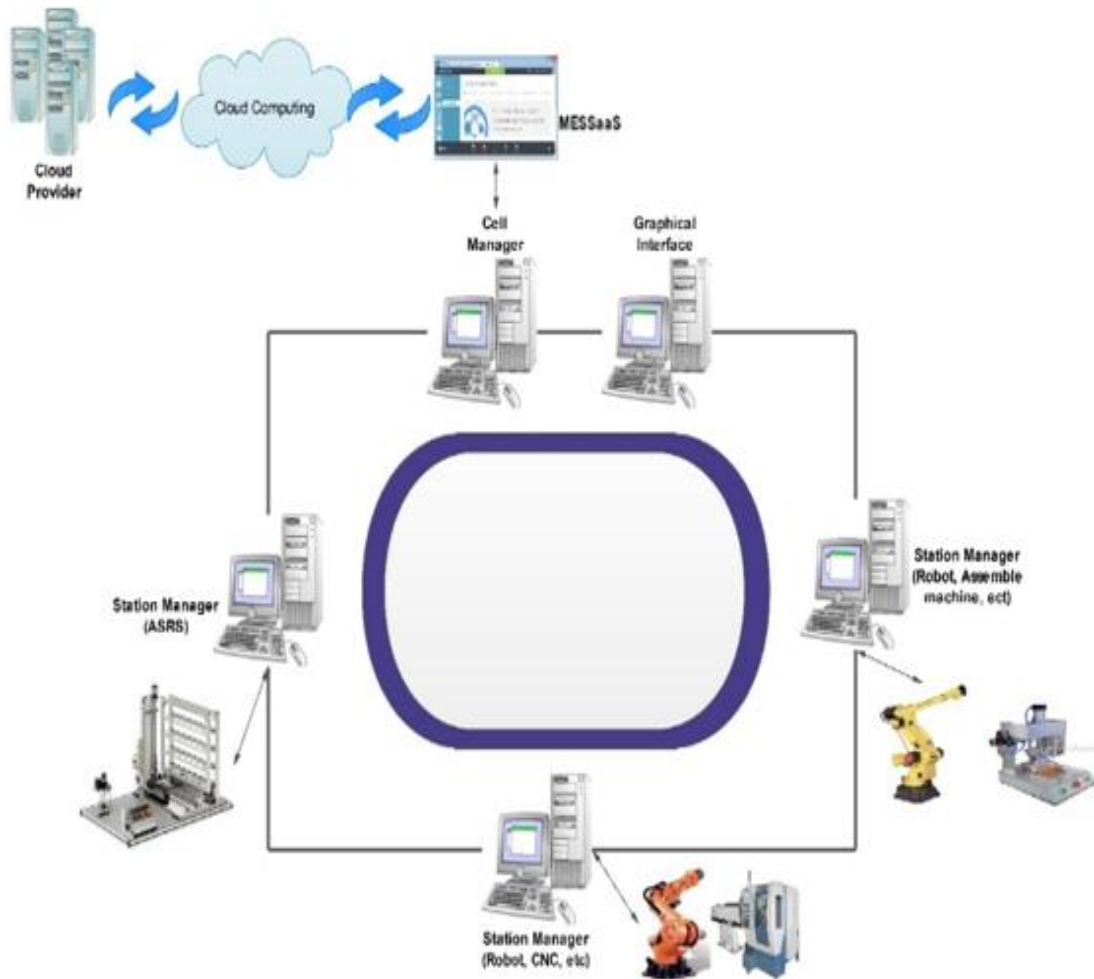 Cloud Computing
MESSaaS
Cloud
Provider
Cell
Manager
Graphical
Interface
Station Manager
(Robot, Assemble
machine, ect)
Station Manager
(ASRS)
Station Manager
(Robot, CNC, etc)